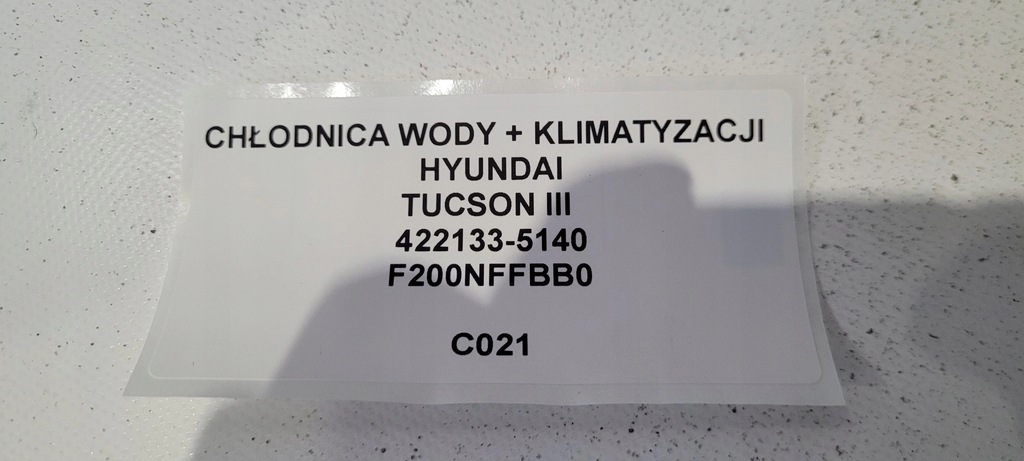 CHŁODNICA WODY + KLIMATYZACJI
HYUNDAI
TUCSON III
422133-5140
F200NFFBB0
C021